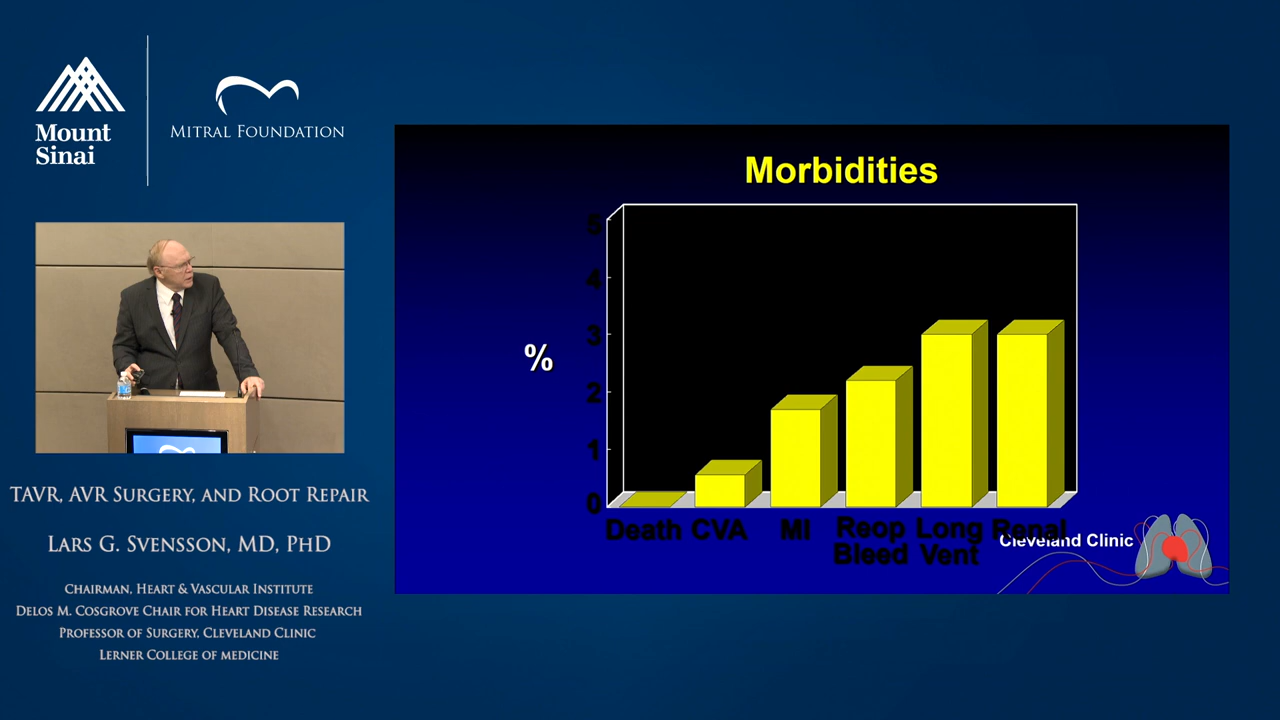 Mount
Sinai
MITRAL FOUNDATION
TAVR, AVR SURGERY, AND ROOT REPAIR
LARS G. SVENSSON, MD, PHD
CHAIRMAN, HEART & VASCULAR INSTITUTE
DELOS M. COSGROVE CHAIR FOR HEART DISEASE RESEARCH
PROFESSOR OF SURGERY, CLEVELAND CLINIC
LERNER COLLEGE OF MEDICINE
Morbidities
%
5
4
3
2
1
0
Death CVA MI Reop Long Renal
Bleed Vent
Cleveland Clinic